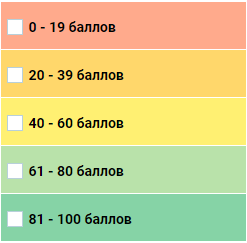 0 - 19 баллов
20 - 39 баллов
40 - 60 баллов
61 - 80 баллов
81 - 100 баллов